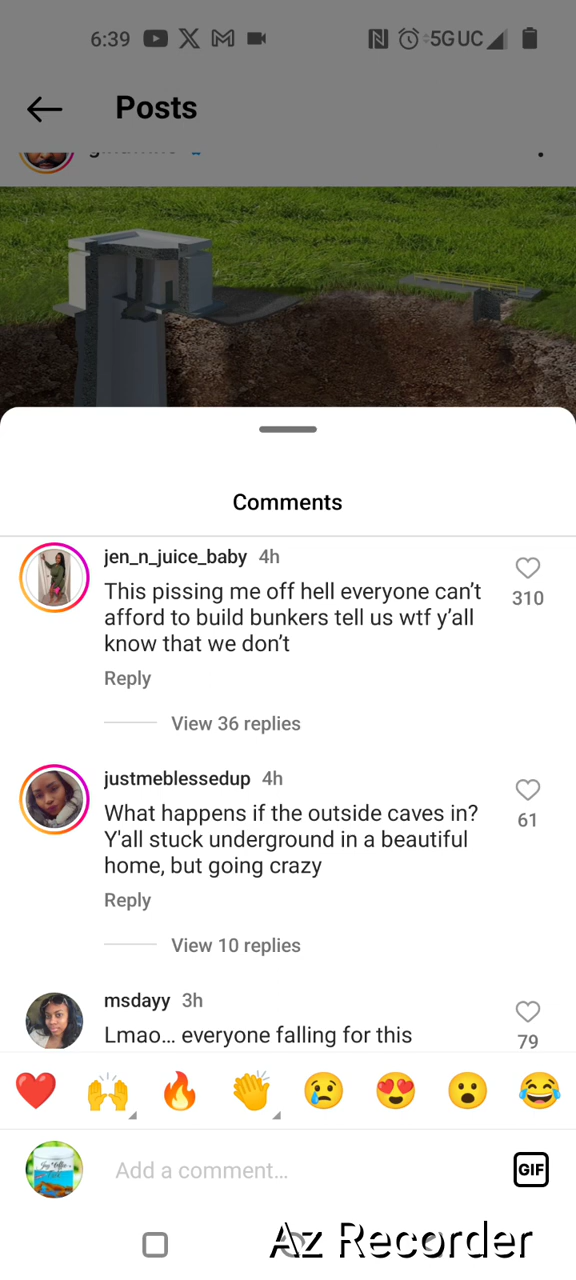 6:39 5G UC
Posts
Comments
jen_n_juice_baby 4h
This pissing me off hell everyone can’t
afford to build bunkers tell us wtf y’all
know that we don’t
310
Reply
View 36 replies
justmeblessedup 4h
What happens if the outside caves in?
Y'all stuck underground in a beautiful
home, but going crazy
61
Reply
View 10 replies
msdayy 3h
Lmao... everyone falling for this
79
Add a comment...
GIF
Az Recorder